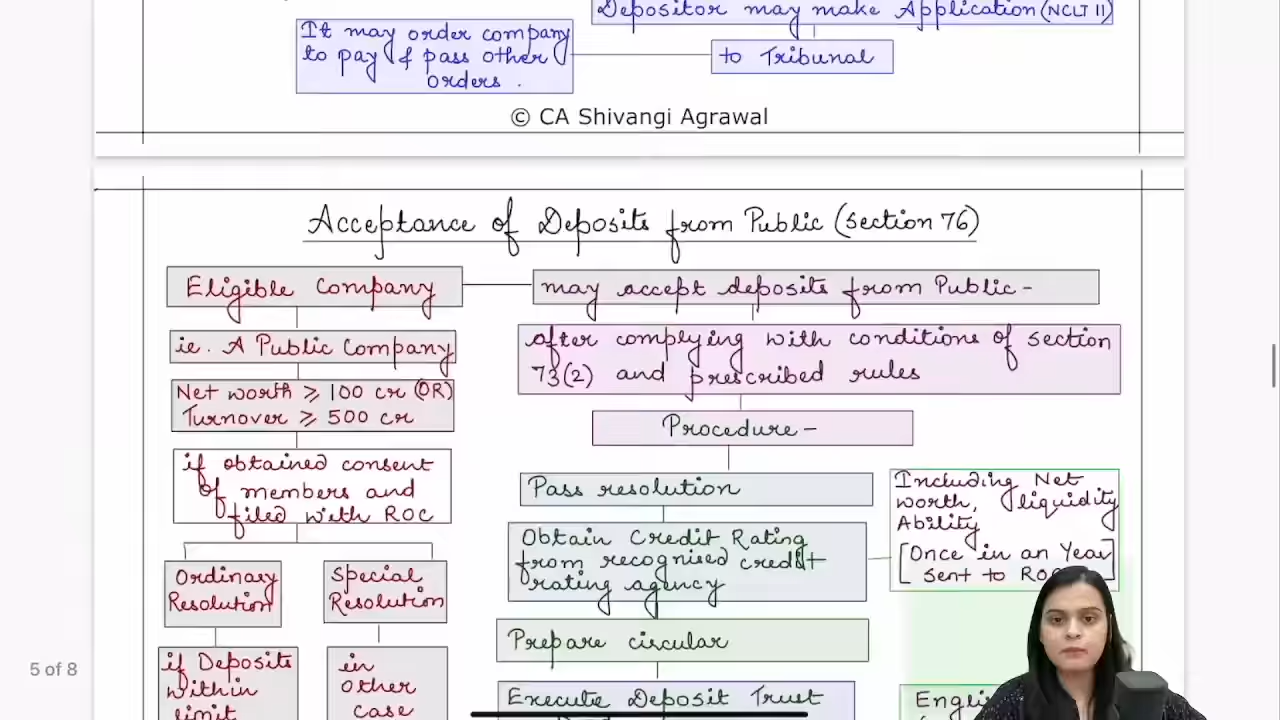 Depositor may make Application (NCLT 11)
It may order company
to pay & pass other
orders.
to Tribunal
© CA Shivangi Agrawal
Acceptance of Deposits from Public (section 76)
Eligible Company
may accept deposits from Public -
ie. A Public Company
after complying with conditions of section
73(2) and prescribed rules
Net worth ≥ 100 cr (OR)
Turnover ≥ 500 cr
Procedure -
if obtained consent
of members and
filed with ROC
Pass resolution
Including Net
worth, liquidity
Ability
[Once in an Year
sent to ROC]
Obtain Credit Rating
from recognised credit
rating agency
Ordinary
Resolution
Special
Resolution
Prepare circular
if Deposits
within
limit
in
other
case
Execute Deposit Trust
5 of 8